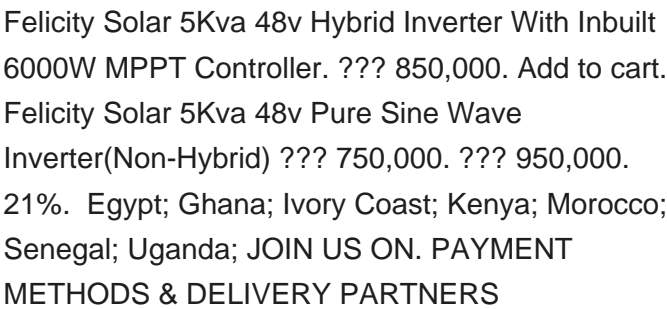 Felicity Solar 5Kva 48v Hybrid Inverter With Inbuilt
6000W MPPT Controller. ??? 850,000. Add to cart.
Felicity Solar 5Kva 48v Pure Sine Wave
Inverter(Non-Hybrid) ??? 750,000. ??? 950,000.
21%.  Egypt; Ghana; Ivory Coast; Kenya; Morocco;
Senegal; Uganda; JOIN US ON. PAYMENT
METHODS & DELIVERY PARTNERS